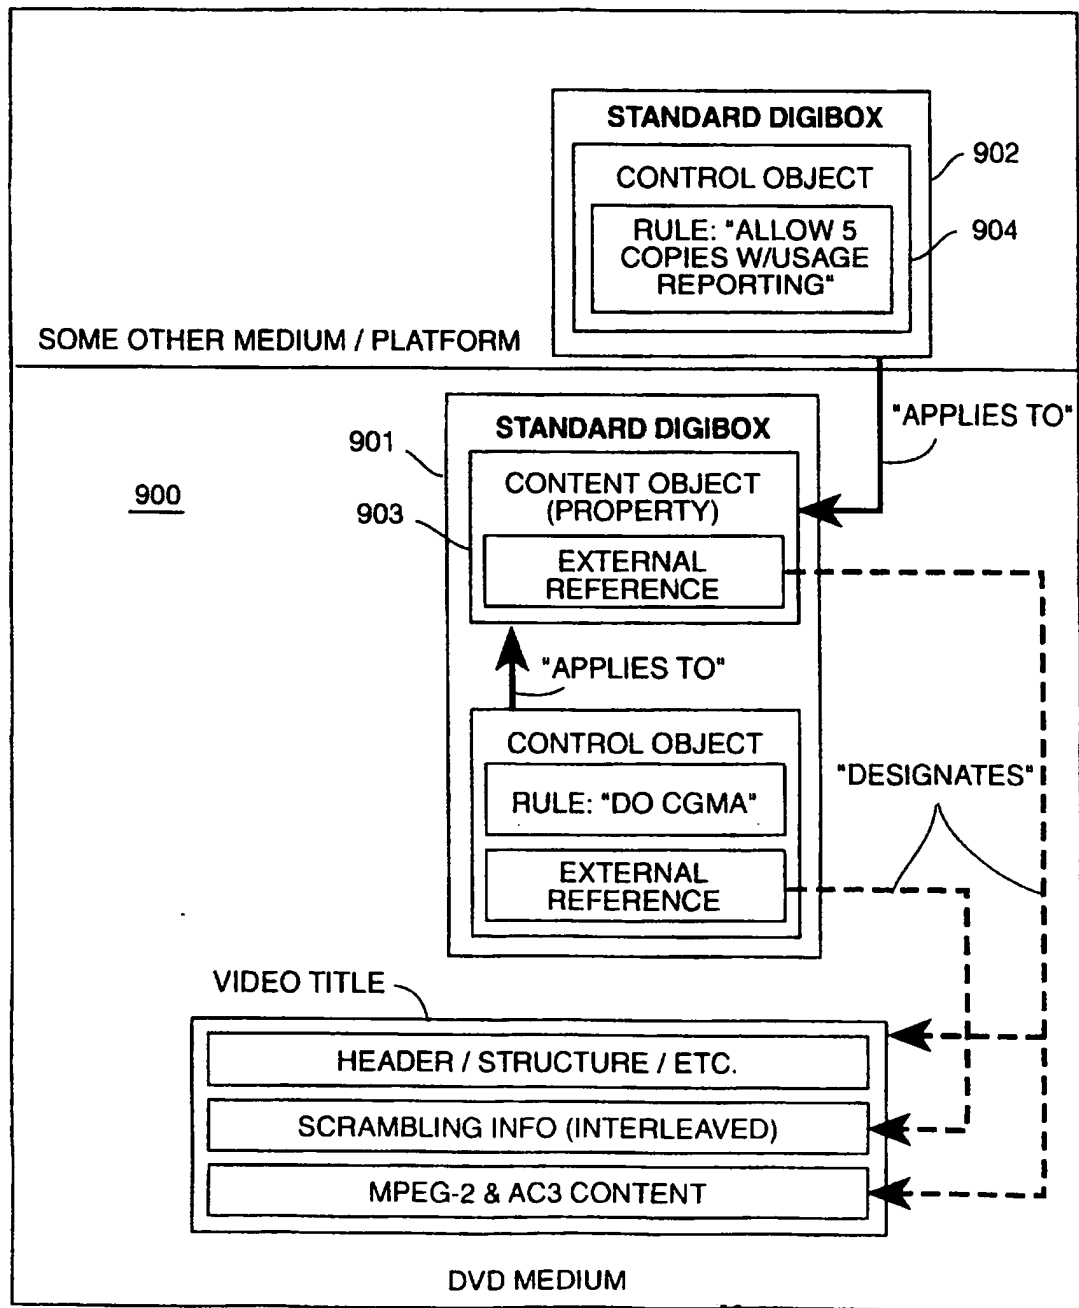 STANDARD DIGIBOX
902
CONTROL OBJECT
RULE: "ALLOW 5
COPIES W/USAGE
REPORTING"
904
SOME OTHER MEDIUM / PLATFORM
"APPLIES TO"
901
STANDARD DIGIBOX
900
CONTENT OBJECT
(PROPERTY)
903
EXTERNAL
REFERENCE
"APPLIES TO"
CONTROL OBJECT
"DESIGNATES"
RULE: "DO CGMA"
EXTERNAL
REFERENCE
VIDEO TITLE
HEADER / STRUCTURE / ETC.
SCRAMBLING INFO (INTERLEAVED)
MPEG-2 & AC3 CONTENT
DVD MEDIUM